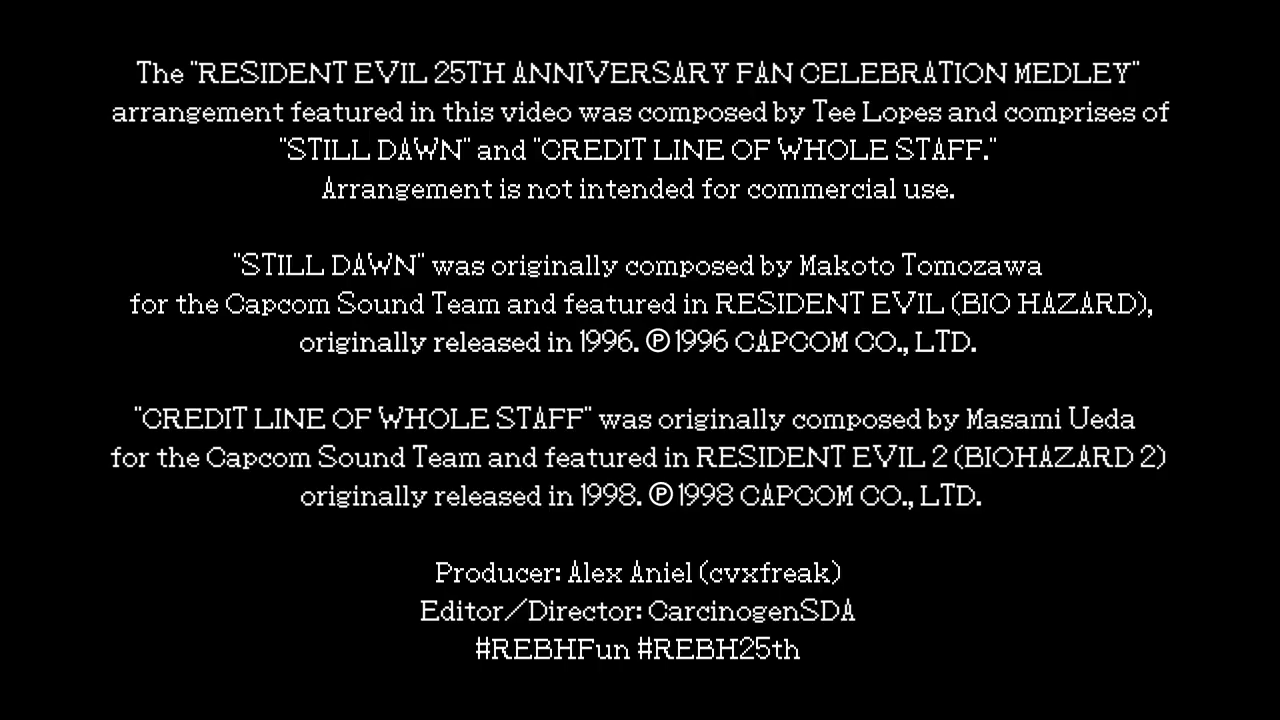 The "RESIDENT EVIL 25TH ANNIVERSARY FAN CELEBRATION MEDLEY"
arrangement featured in this video was composed by Tee Lopes and comprises of
"STILL DAWN" and "CREDIT LINE OF WHOLE STAFF."
Arrangement is not intended for commercial use.
"STILL DAWN" was originally composed by Makoto Tomozawa
for the Capcom Sound Team and featured in RESIDENT EVIL (BIO HAZARD),
originally released in 1996. ℗1996 CAPCOM CO., LTD.
"CREDIT LINE OF WHOLE STAFF" was originally composed by Masami Ueda
for the Capcom Sound Team and featured in RESIDENT EVIL 2 (BIOHAZARD 2)
originally released in 1998. ℗1998 CAPCOM CO., LTD.
Producer: Alex Aniel (cvxfreak)
Editor/Director: CarcinogenSDA
#REBHFun #REBH25th